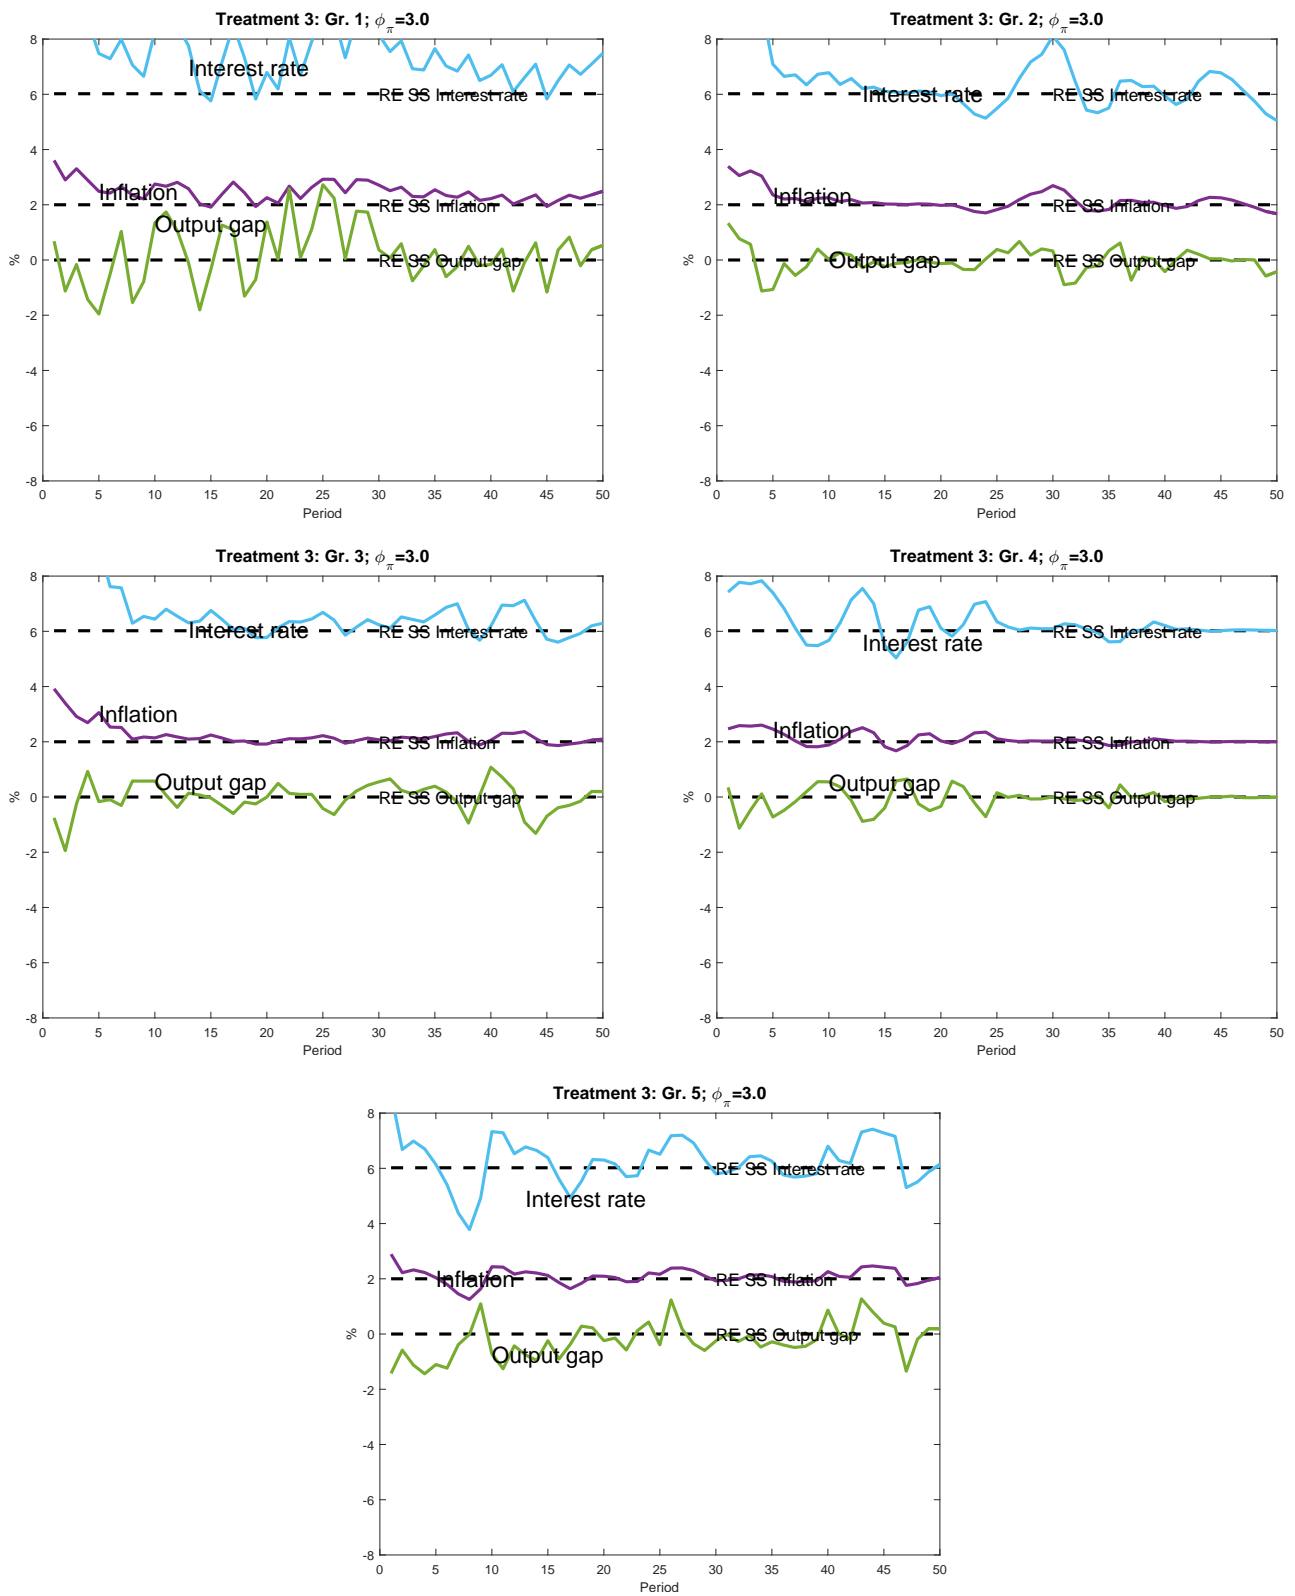 Treatment 3: Gr. 1; ϕπ=3.0
8
6
4
2
0
-2
-4
-6
-8
%
Interest rate
RE SS Interest rate
Inflation
RE SS Inflation
Output gap
RE SS Output gap
0 5 10 15 20 25 30 35 40 45 50
Period
Treatment 3: Gr. 2; ϕπ=3.0
8
6
4
2
0
-2
-4
-6
-8
%
Interest rate
RE SS Interest rate
Inflation
RE SS Inflation
Output gap
RE SS Output gap
0 5 10 15 20 25 30 35 40 45 50
Period
Treatment 3: Gr. 3; ϕπ=3.0
8
6
4
2
0
-2
-4
-6
-8
%
Interest rate
RE SS Interest rate
Inflation
RE SS Inflation
Output gap
RE SS Output gap
0 5 10 15 20 25 30 35 40 45 50
Period
Treatment 3: Gr. 4; ϕπ=3.0
8
6
4
2
0
-2
-4
-6
-8
%
Interest rate
RE SS Interest rate
Inflation
RE SS Inflation
Output gap
RE SS Output gap
0 5 10 15 20 25 30 35 40 45 50
Period
Treatment 3: Gr. 5; ϕπ=3.0
8
6
4
2
0
-2
-4
-6
-8
%
Interest rate
RE SS Interest rate
Inflation
RE SS Inflation
Output gap
RE SS Output gap
0 5 10 15 20 25 30 35 40 45 50
Period